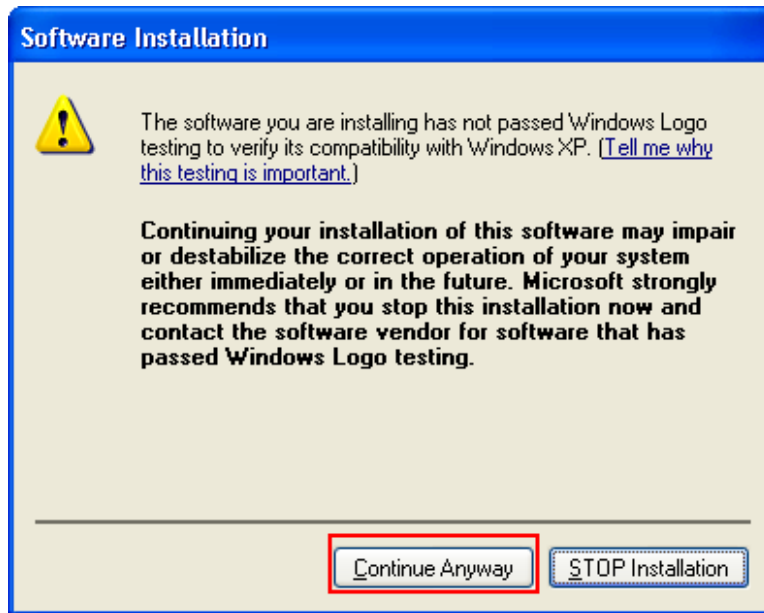 Software Installation
The software you are installing has not passed Windows Logo
testing to verify its compatibility with Windows XP. (Tell me why
this testing is important.)
Continuing your installation of this software may impair
or destabilize the correct operation of your system
either immediately or in the future. Microsoft strongly
recommends that you stop this installation now and
contact the software vendor for software that has
passed Windows Logo testing.
Continue Anyway
STOP Installation